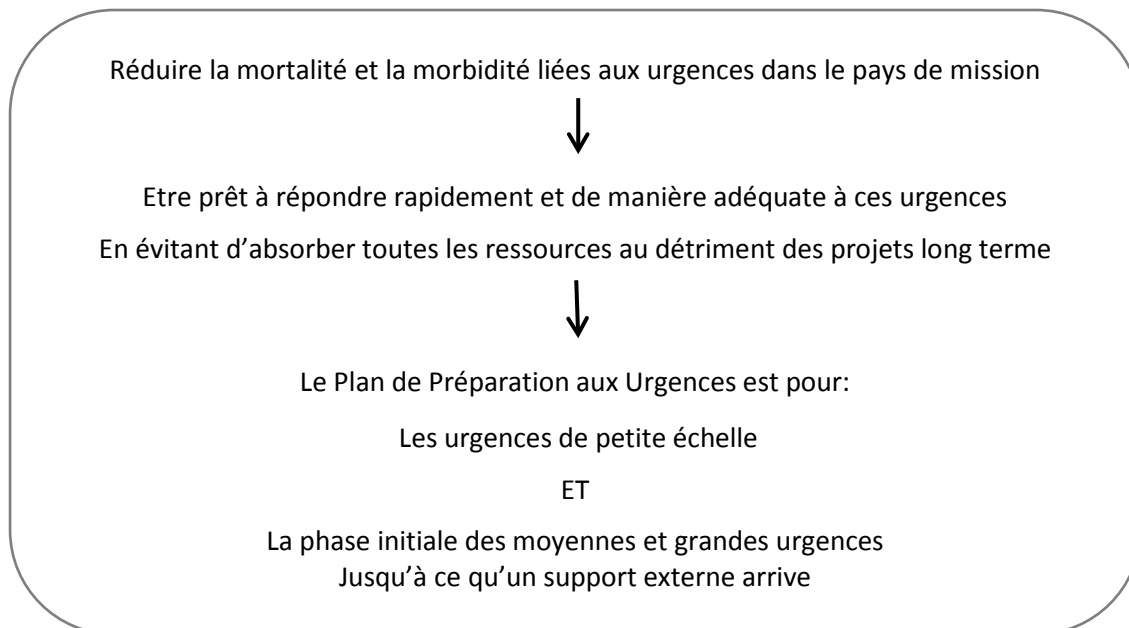 Réduire la mortalité et la morbidité liées aux urgences dans le pays de mission
Etre prêt à répondre rapidement et de manière adéquate à ces urgences
En évitant d’absorber toutes les ressources au détriment des projets long terme
Le Plan de Préparation aux Urgences est pour:
Les urgences de petite échelle
ET
La phase initiale des moyennes et grandes urgences
Jusqu’à ce qu’un support externe arrive